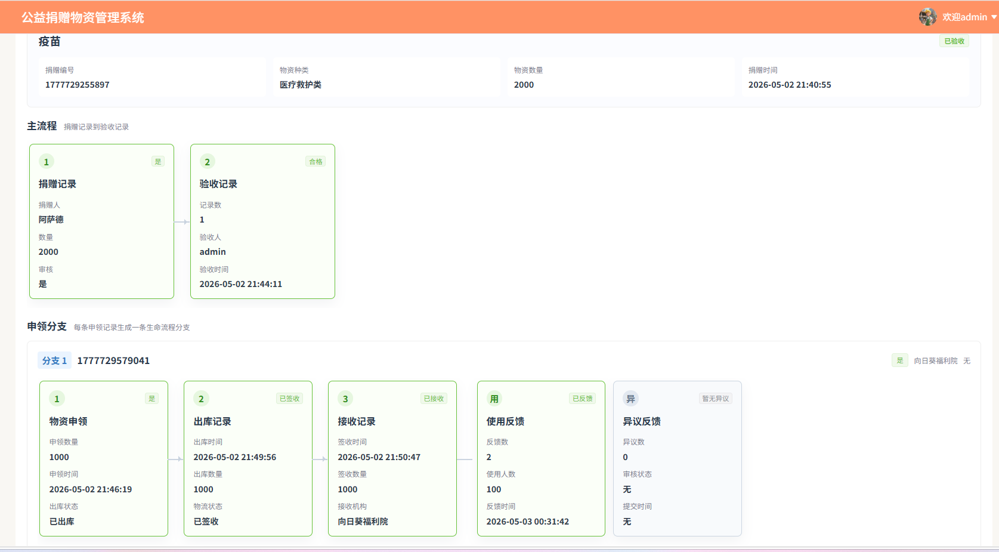 公益捐赠物资管理系统
欢迎admin
疫苗
已验收
捐赠编号
1777729255897
物资种类
医疗救护类
物资数量
2000
捐赠时间
2026-05-02 21:40:55
主流程 捐赠记录到验收记录
1 是
捐赠记录
捐赠人
阿萨德
数量
2000
审核
是
2 合格
验收记录
记录数
1
验收人
admin
验收时间
2026-05-02 21:44:11
申领分支 每条申领记录生成一条生命流程分支
分支 1 1777729579041
是 向日葵福利院 无
1 是
物资申领
申领数量
1000
申领时间
2026-05-02 21:46:19
出库状态
已出库
2 已签收
出库记录
出库时间
2026-05-02 21:49:56
出库数量
1000
物流状态
已签收
3 已接收
接收记录
签收时间
2026-05-02 21:50:47
签收数量
1000
接收机构
向日葵福利院
用 已反馈
使用反馈
反馈数
2
使用人数
100
反馈时间
2026-05-03 00:31:42
异 暂无异议
异议反馈
异议数
0
审核状态
无
提交时间
无